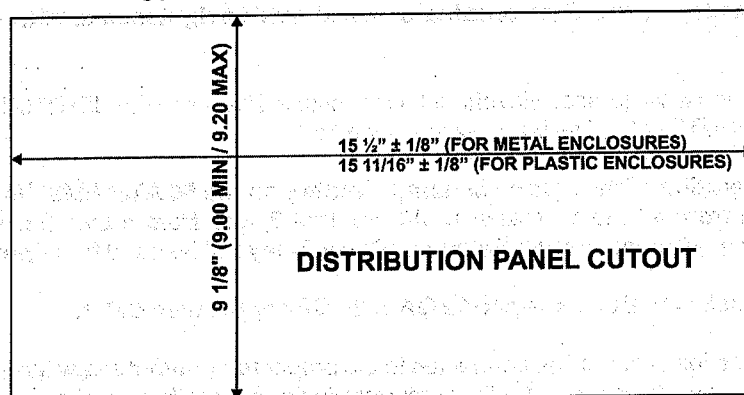 9 1/8" (9.00 MIN / 9.20 MAX)
15 ½" ± 1/8" (FOR METAL ENCLOSURES)
15 11/16" ± 1/8" (FOR PLASTIC ENCLOSURES)
DISTRIBUTION PANEL CUTOUT